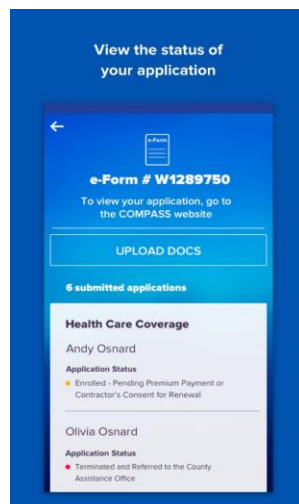 View the status of
your application
e-Form
e-Form # W1289750
To view your application, go to
the COMPASS website
UPLOAD DOCS
6 submitted applications
Health Care Coverage
Andy Osnard
Application Status
Enrolled - Pending Premium Payment or
Contractor's Consent for Renewal
Olivia Osnard
Application Status
Terminated and Referred to the County
Assistance Office